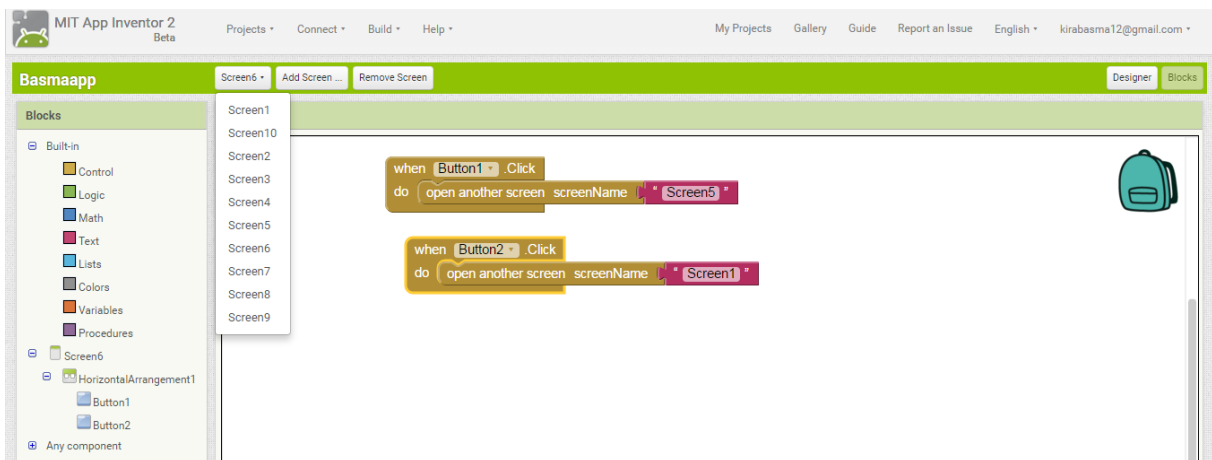 MIT App Inventor 2
Beta
Projects Connect Build Help My Projects Gallery Guide Report an Issue English kirabasma12@gmail.com
Basmaapp Screen6 Add Screen ... Remove Screen Designer Blocks
Blocks
Screen1
Screen10
Screen2
Screen3
Screen4
Screen5
Screen6
Screen7
Screen8
Screen9
Built-in
Control
Logic
Math
Text
Lists
Colors
Variables
Procedures
Screen6
HorizontalArrangement1
Button1
Button2
Any component
when Button1 .Click
do open another screen screenName " Screen5 "
when Button2 .Click
do open another screen screenName " Screen1 "